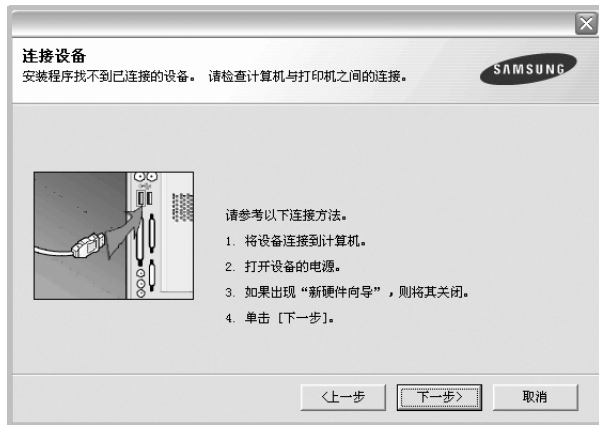 连接设备
安装程序找不到已连接的设备。 请检查计算机与打印机之间的连接。
SAMSUNG
请参考以下连接方法。
1. 将设备连接到计算机。
2. 打开设备的电源。
3. 如果出现“新硬件向导”，则将其关闭。
4. 单击 [下一步]。
<上一步
下一步>
取消